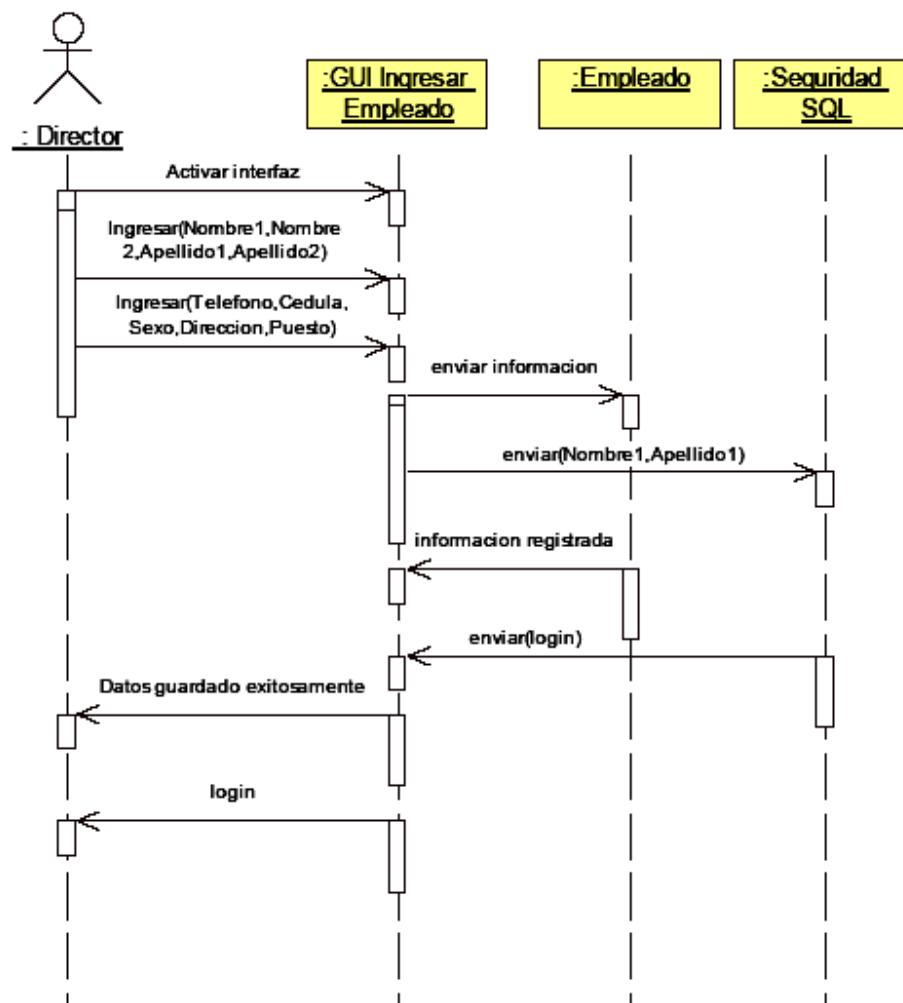 : Director
:GUI Ingresar
Empleado
:Empleado
:Seguridad
SQL
Activar interfaz
Ingresar(Nombre1,Nombre
2,Apellido1,Apellido2)
Ingresar(Telefono,Cedula,
Sexo,Direccion,Puesto)
enviar informacion
enviar(Nombre1,Apellido1)
informacion registrada
enviar(login)
Datos guardado exitosamente
login